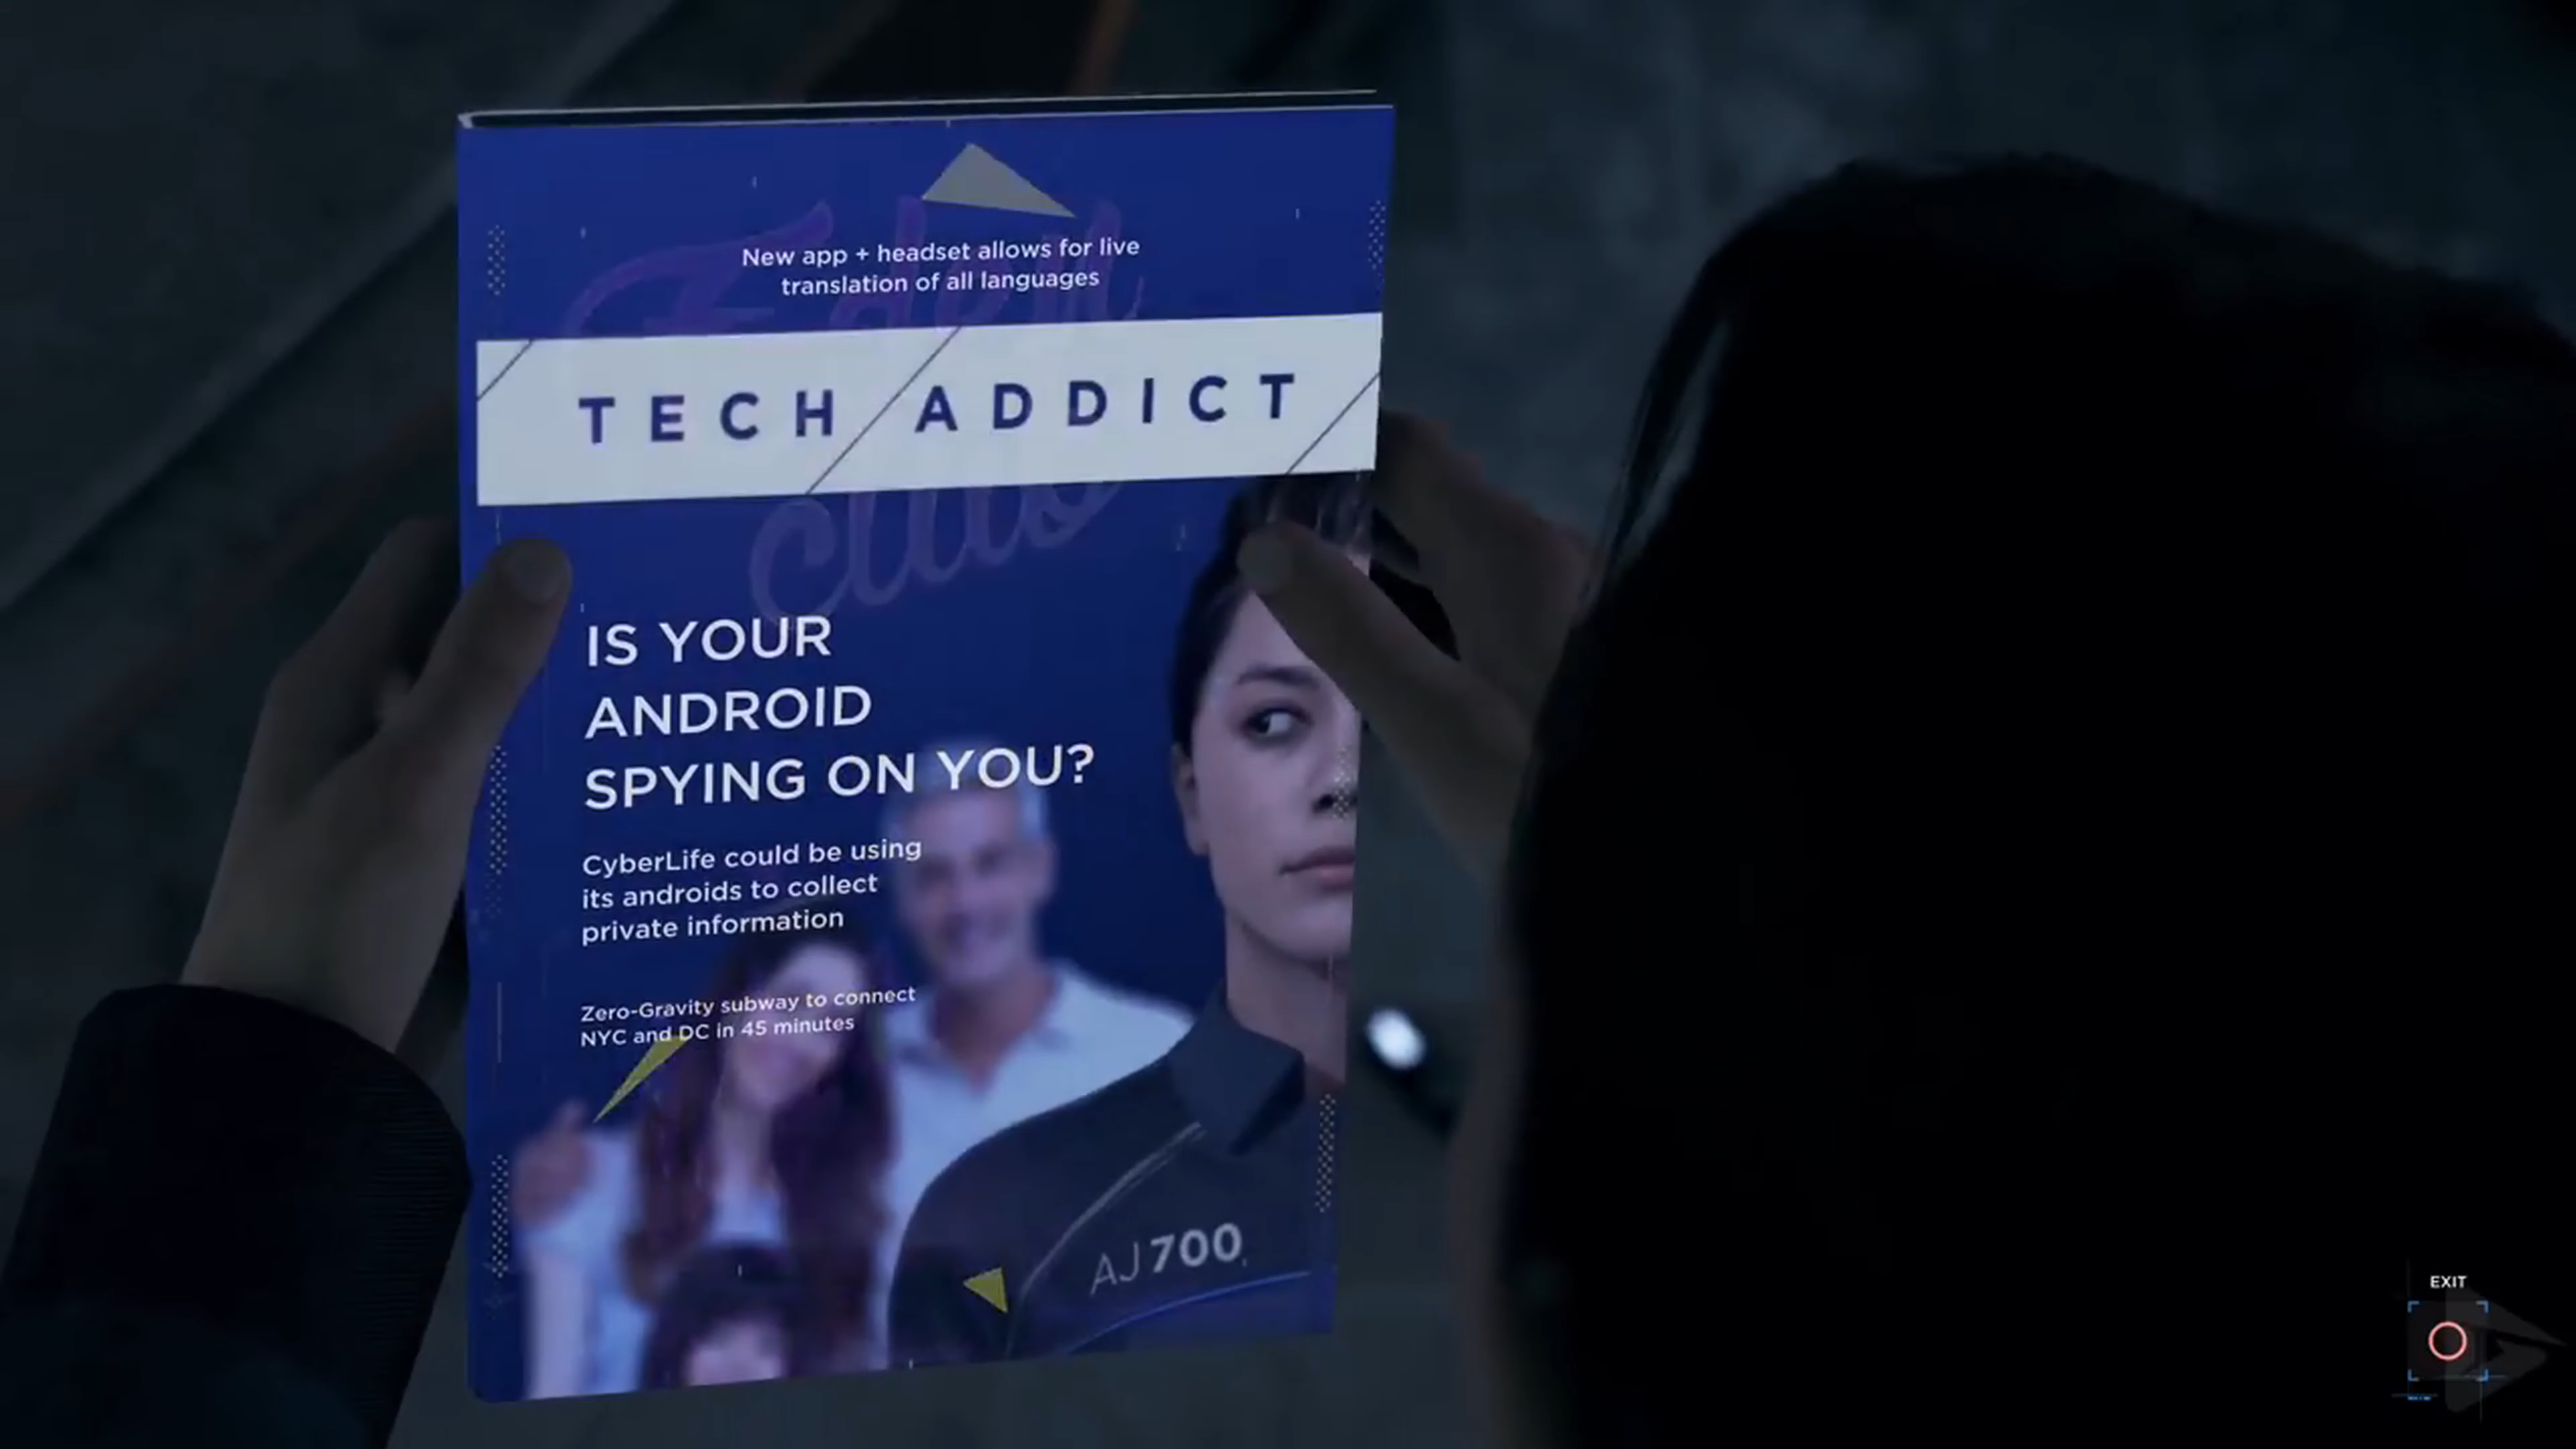 New app + headset allows for live
translation of all languages
Eden
TECH ADDICT
club
IS YOUR
ANDROID
SPYING ON YOU?
CyberLife could be using
its androids to collect
private information
Zero-Gravity subway to connect
NYC and DC in 45 minutes
AJ 700
EXIT